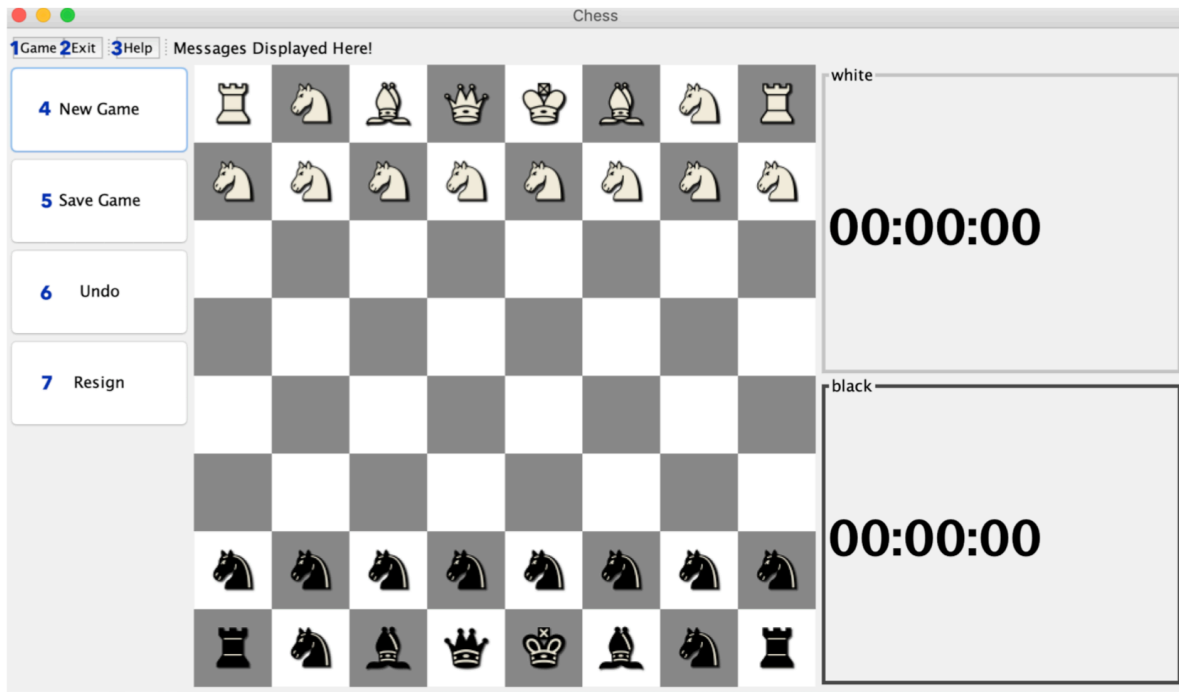 Chess
1Game 2Exit 3Help Messages Displayed Here!
4 New Game
5 Save Game
6 Undo
7 Resign
white
00:00:00
black
00:00:00